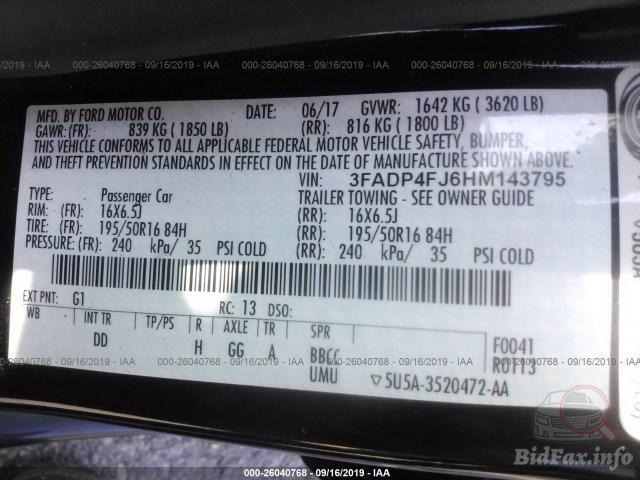 000-26040768 - 09/16/2019 - IAA
MFD. BY FORD MOTOR CO. DATE: 06/17 GVWR: 1642 KG ( 3620 LB)
GAWR:(FR): 839 KG ( 1850 LB) (RR): 816 KG ( 1800 LB)
THIS VEHICLE CONFORMS TO ALL APPLICABLE FEDERAL MOTOR VEHICLE SAFETY, BUMPER,
AND THEFT PREVENTION STANDARDS IN EFFECT ON THE DATE OF MANUFACTURE SHOWN ABOVE.
VIN: 3FADP4FJ6HM143795
TYPE: Passenger Car TRAILER TOWING - SEE OWNER GUIDE
RIM: (FR): 16X6.5J (RR): 16X6.5J
TIRE: (FR): 195/50R16 84H (RR): 195/50R16 84H
PRESSURE: (FR): 240 kPa/ 35 PSI COLD (RR): 240 kPa/ 35 PSI COLD
EXT PNT: G1 RC: 13 DSO:
WB INT TR TP/PS R AXLE TR SPR
DD H GG A BBCC F0041
UMU R0113
▽5U5A-3520472-AA
000-26040768 - 09/16/2019 - IAA
BidFax.info
000-26040768 - 09/16/2019 - IAA